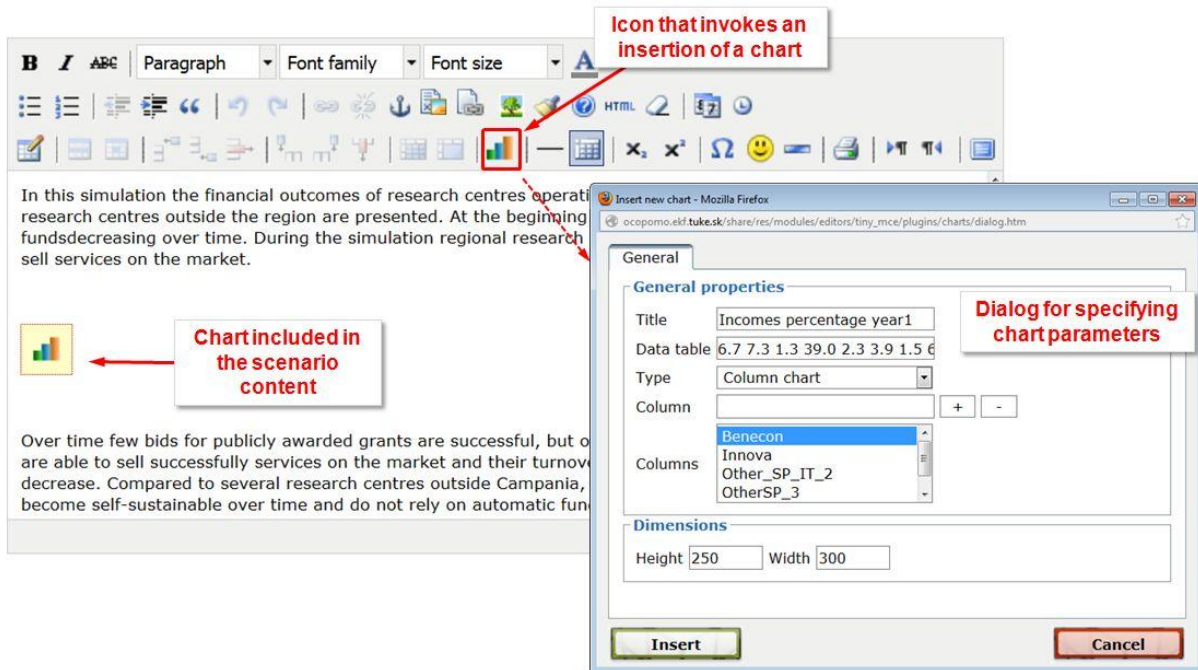 Icon that invokes an
insertion of a chart
B I ABC Paragraph Font family Font size A
HTML
In this simulation the financial outcomes of research centres operati
research centres outside the region are presented. At the beginning
fundsdecreasing over time. During the simulation regional research
sell services on the market.
Chart included in
the scenario
content
Over time few bids for publicly awarded grants are successful, but o
are able to sell successfully services on the market and their turnove
decrease. Compared to several research centres outside Campania,
become self-sustainable over time and do not rely on automatic fun
Insert new chart - Mozilla Firefox
ocopomo.ekf.tuke.sk/share/res/modules/editors/tiny_mce/plugins/charts/dialog.htm
General
General properties
Dialog for specifying
chart parameters
Title Incomes percentage year1
Data table 6.7 7.3 1.3 39.0 2.3 3.9 1.5 6
Type Column chart
Column + -
Columns
Benecon
Innova
Other_SP_IT_2
OtherSP_3
Dimensions
Height 250 Width 300
Insert Cancel